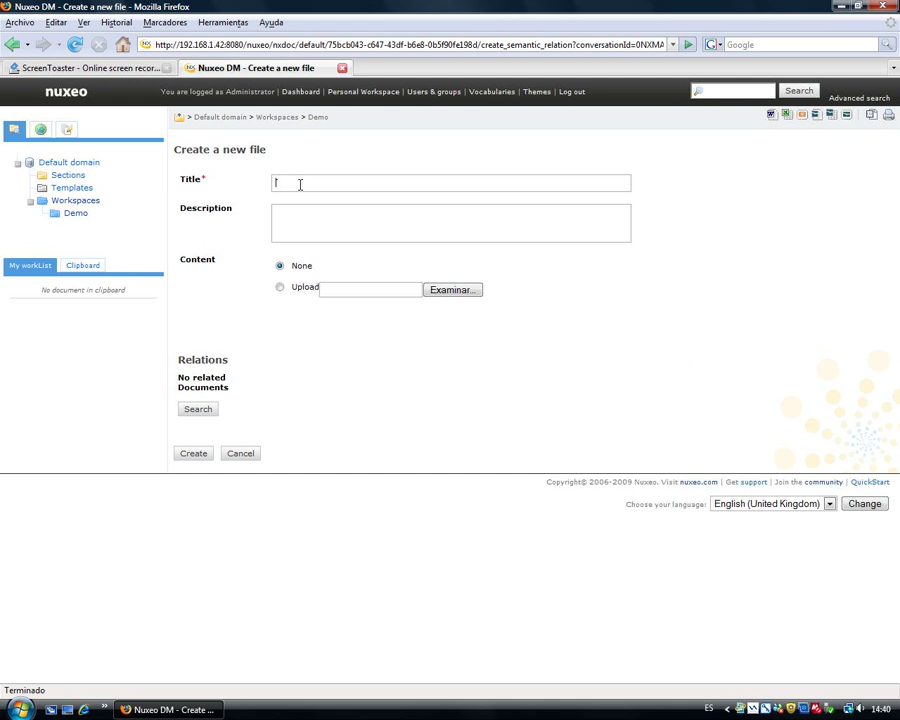 Nuxeo DM - Create a new file - Mozilla Firefox
Archivo Editar Ver Historial Marcadores Herramientas Ayuda
http://192.168.1.42:8080/nuxeo/nxdoc/default/75bcb043-c647-43df-b6e8-0b5f90fe198d/create_semantic_relation?conversationId=0NXMA
Google
ScreenToaster - Online screen recor...
Nuxeo DM - Create a new file
nuxeo
You are logged as Administrator | Dashboard | Personal Workspace | Users & groups | Vocabularies | Themes | Log out
Search
Advanced search
> Default domain > Workspaces > Demo
Default domain
Sections
Templates
Workspaces
Demo
My workList
Clipboard
No document in clipboard
Create a new file
Title*
Description
Content
None
Upload
Examinar...
Relations
No related
Documents
Search
Create
Cancel
Copyright© 2006-2009 Nuxeo. Visit nuxeo.com | Get support | Join the community | QuickStart
Choose your language:
English (United Kingdom)
Change
Terminado
Nuxeo DM - Create ...
ES
14:40